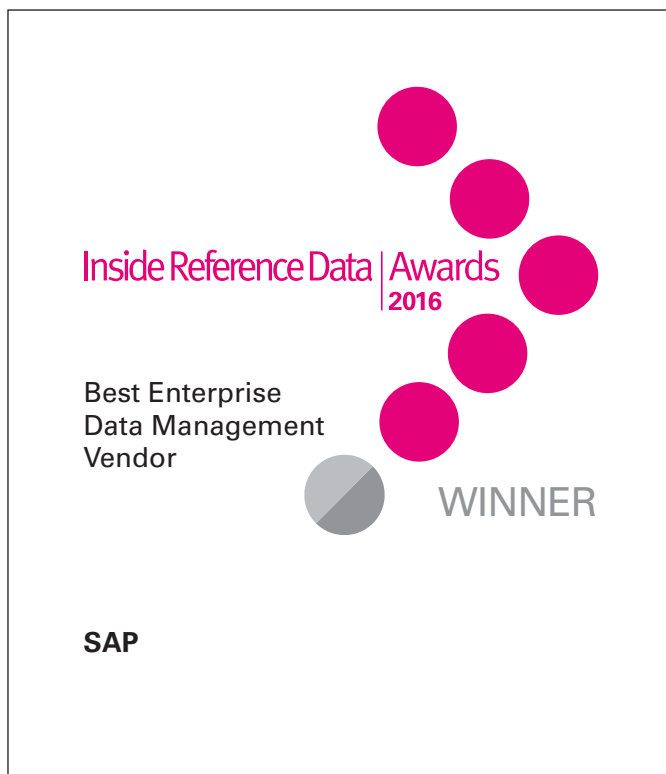 Inside Reference Data | Awards
2016
Best Enterprise
Data Management
Vendor
WINNER
SAP